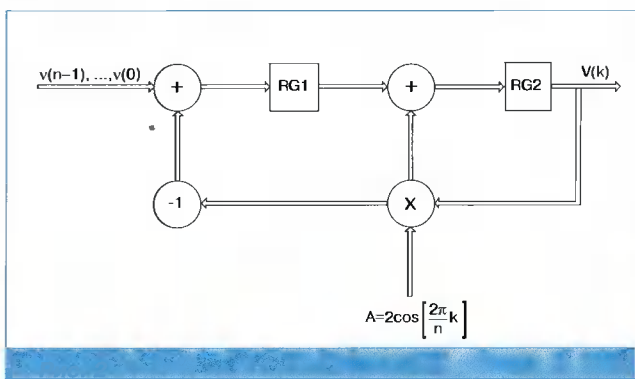 v(n−1), ...,v(0)
+
RG1
+
RG2
V(k)
-1
X
A=2cos[2π/n k]